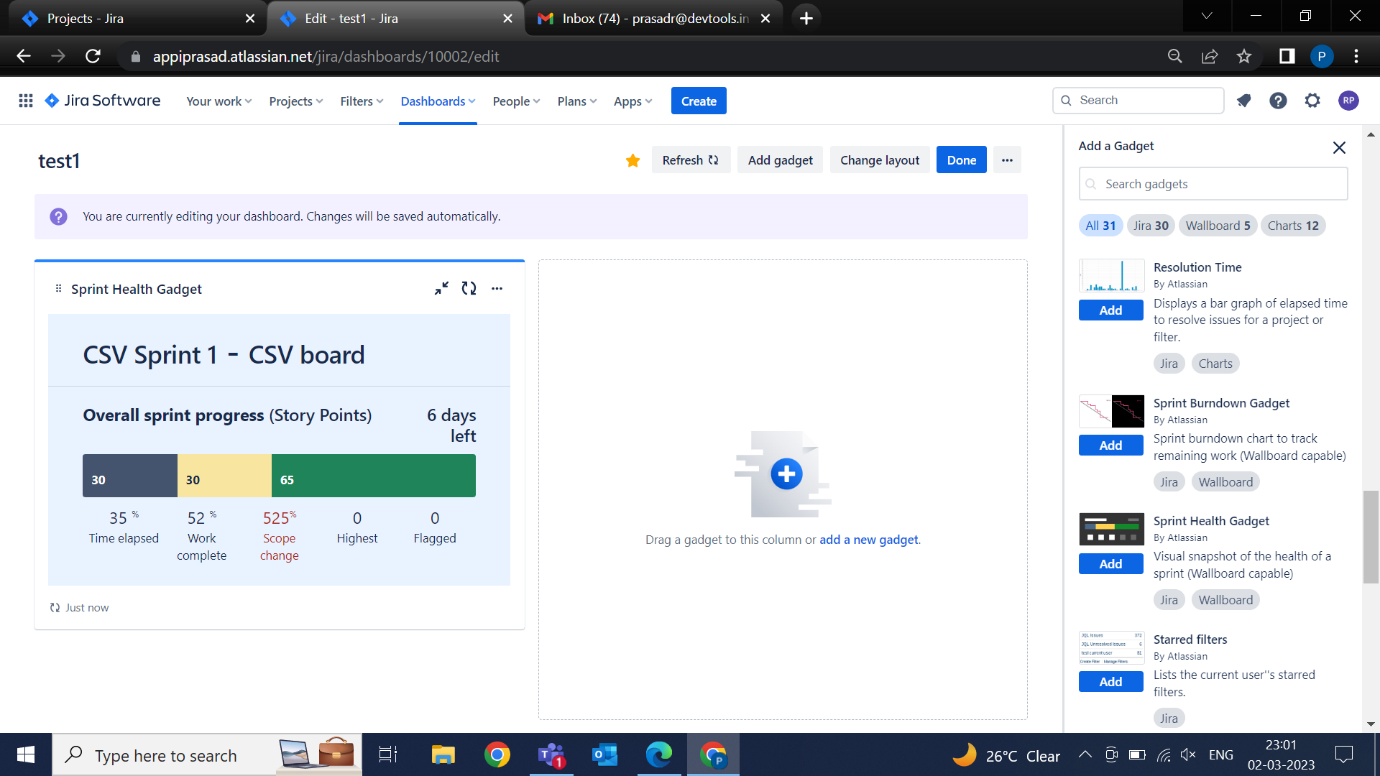 Projects - Jira
Edit - test1 - Jira
Inbox (74) - prasadr@devtools.in
appiprasad.atlassian.net/jira/dashboards/10002/edit
P
Jira Software
Your work
Projects
Filters
Dashboards
People
Plans
Apps
Create
Search
RP
test1
Refresh
Add gadget
Change layout
Done
You are currently editing your dashboard. Changes will be saved automatically.
Sprint Health Gadget
CSV Sprint 1 - CSV board
Overall sprint progress (Story Points)
6 days
left
30
30
65
35 %
Time elapsed
52 %
Work
complete
525%
Scope
change
0
Highest
0
Flagged
Just now
Drag a gadget to this column or add a new gadget.
Add a Gadget
Search gadgets
All 31
Jira 30
Wallboard 5
Charts 12
Resolution Time
By Atlassian
Add
Displays a bar graph of elapsed time
to resolve issues for a project or
filter.
Jira
Charts
Sprint Burndown Gadget
By Atlassian
Add
Sprint burndown chart to track
remaining work (Wallboard capable)
Jira
Wallboard
Sprint Health Gadget
By Atlassian
Add
Visual snapshot of the health of a
sprint (Wallboard capable)
Jira
Wallboard
Starred filters
By Atlassian
Add
Lists the current user"s starred
filters.
Jira
Type here to search
1
P
26°C Clear
ENG
23:01
02-03-2023